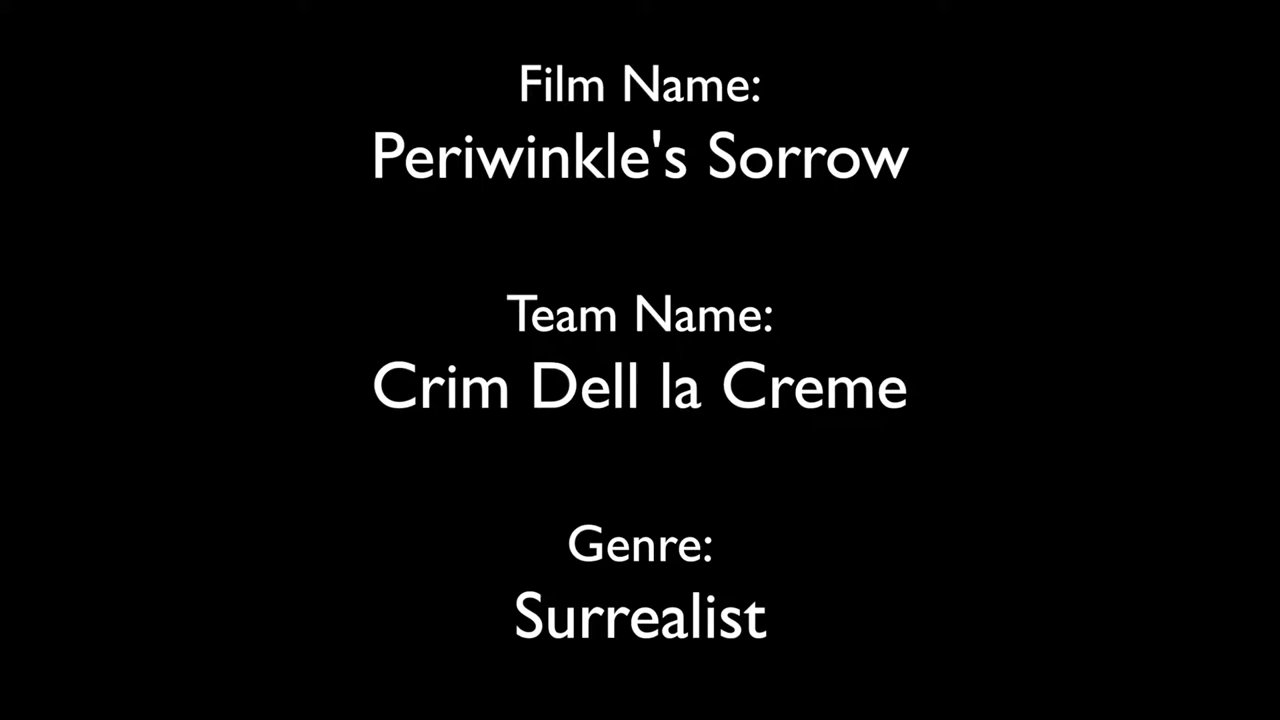 Film Name:
Periwinkle's Sorrow
Team Name:
Crim Dell la Creme
Genre:
Surrealist